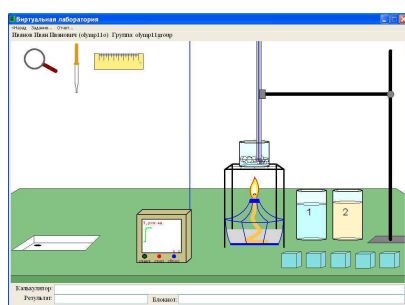 Виртуальная лаборатория
Назад Задание... Отчет...
Иванов Иван Иванович (olymp11o) Группа: olymp11group
1
2
Калькулятор:
Результат:
Блокнот: